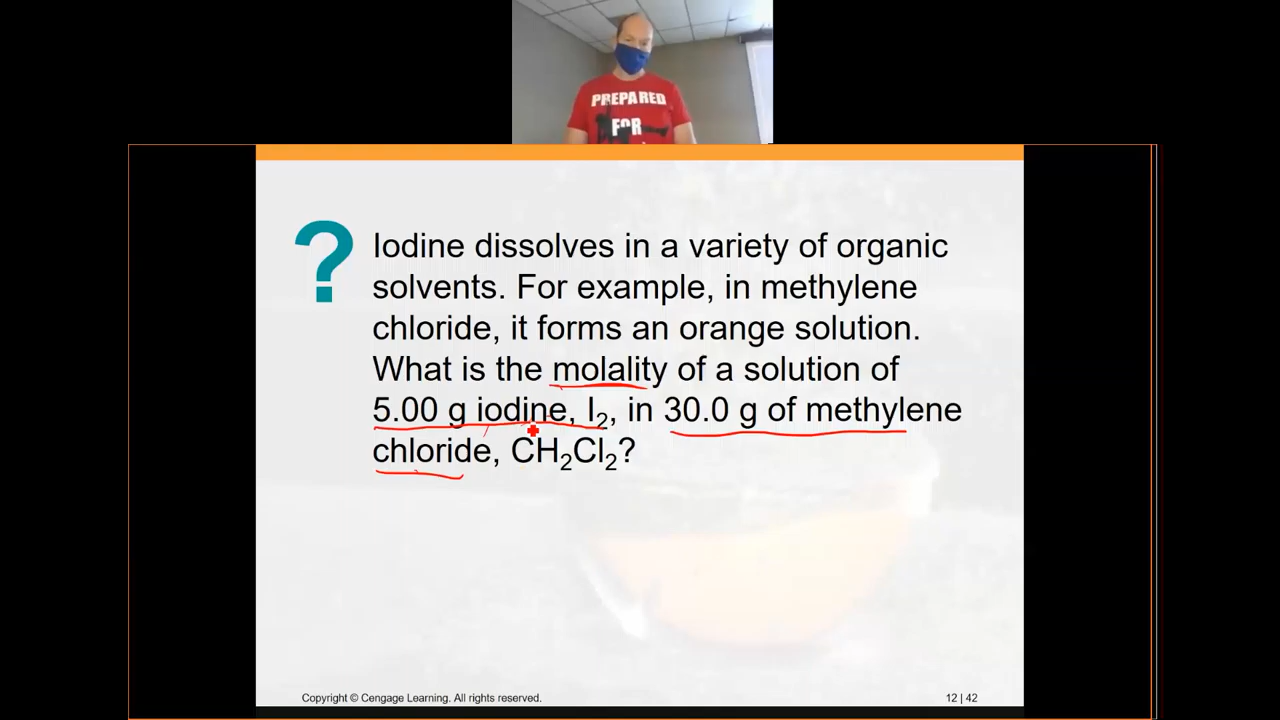 PREPARED
FOR
?
Iodine dissolves in a variety of organic
solvents. For example, in methylene
chloride, it forms an orange solution.
What is the molality of a solution of
5.00 g iodine, I₂, in 30.0 g of methylene
chloride, CH₂Cl₂?
Copyright © Cengage Learning. All rights reserved.
12 | 42